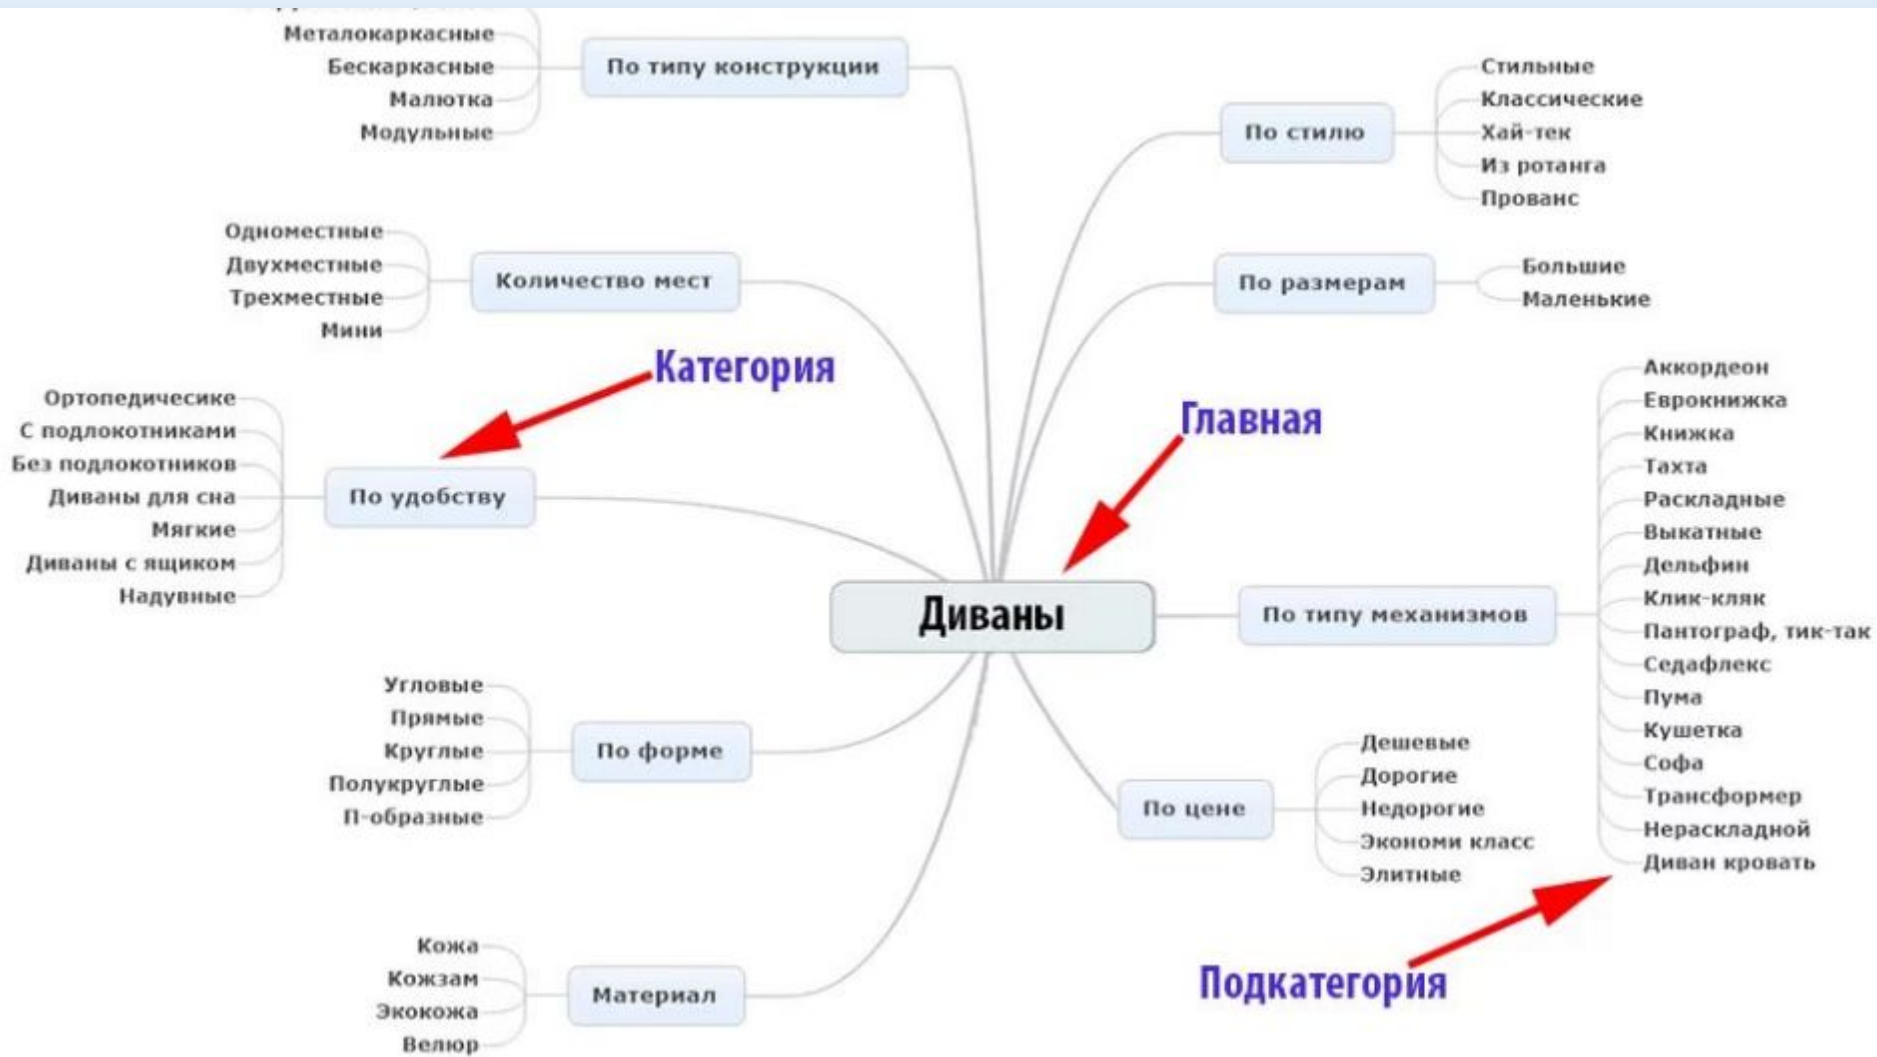 Металокаркасные
Бескаркасные
Малютка
Модульные
По типу конструкции
Одноместные
Двухместные
Трехместные
Мини
Количество мест
Категория
Ортопедичесике
С подлокотниками
Без подлокотников
Диваны для сна
Мягкие
Диваны с ящиком
Надувные
По удобству
Угловые
Прямые
Круглые
Полукруглые
П-образные
По форме
Кожа
Кожзам
Экокожа
Велюр
Материал
Главная
Диваны
По стилю
Стильные
Классические
Хай-тек
Из ротанга
Прованс
По размерам
Большие
Маленькие
По типу механизмов
Аккордеон
Еврокнижка
Книжка
Тахта
Раскладные
Выкатные
Дельфин
Клик-кляк
Пантограф, тик-так
Седафлекс
Пума
Кушетка
Софа
Трансформер
Нераскладной
Диван кровать
По цене
Дешевые
Дорогие
Недорогие
Экономи класс
Элитные
Подкатегория